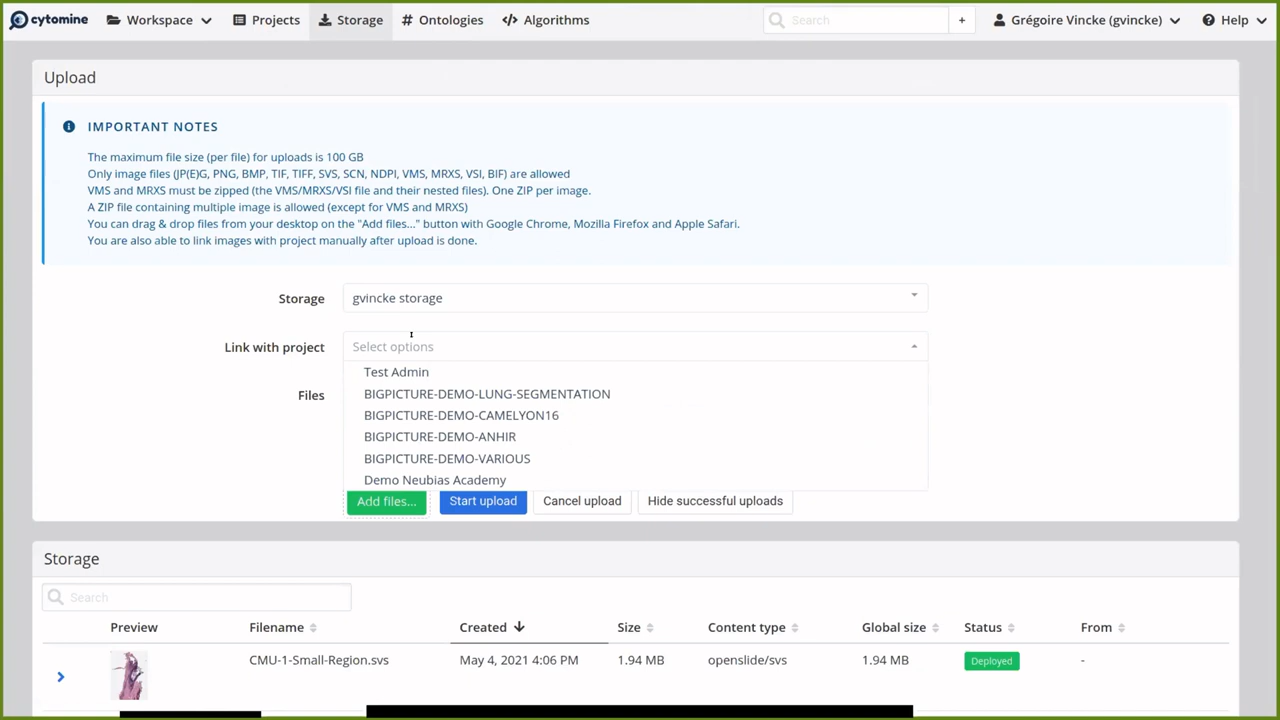 cytomine Workspace Projects Storage # Ontologies </> Algorithms Search + Grégoire Vincke (gvincke) Help
Upload
IMPORTANT NOTES
The maximum file size (per file) for uploads is 100 GB
Only image files (JP(E)G, PNG, BMP, TIF, TIFF, SVS, SCN, NDPI, VMS, MRXS, VSI, BIF) are allowed
VMS and MRXS must be zipped (the VMS/MRXS/VSI file and their nested files). One ZIP per image.
A ZIP file containing multiple image is allowed (except for VMS and MRXS)
You can drag & drop files from your desktop on the "Add files..." button with Google Chrome, Mozilla Firefox and Apple Safari.
You are also able to link images with project manually after upload is done.
Storage gvincke storage
Link with project Select options
Test Admin
Files BIGPICTURE-DEMO-LUNG-SEGMENTATION
BIGPICTURE-DEMO-CAMELYON16
BIGPICTURE-DEMO-ANHIR
BIGPICTURE-DEMO-VARIOUS
Demo Neubias Academy
Add files... Start upload Cancel upload Hide successful uploads
Storage
Search
Preview Filename Created Size Content type Global size Status From
CMU-1-Small-Region.svs May 4, 2021 4:06 PM 1.94 MB openslide/svs 1.94 MB Deployed -